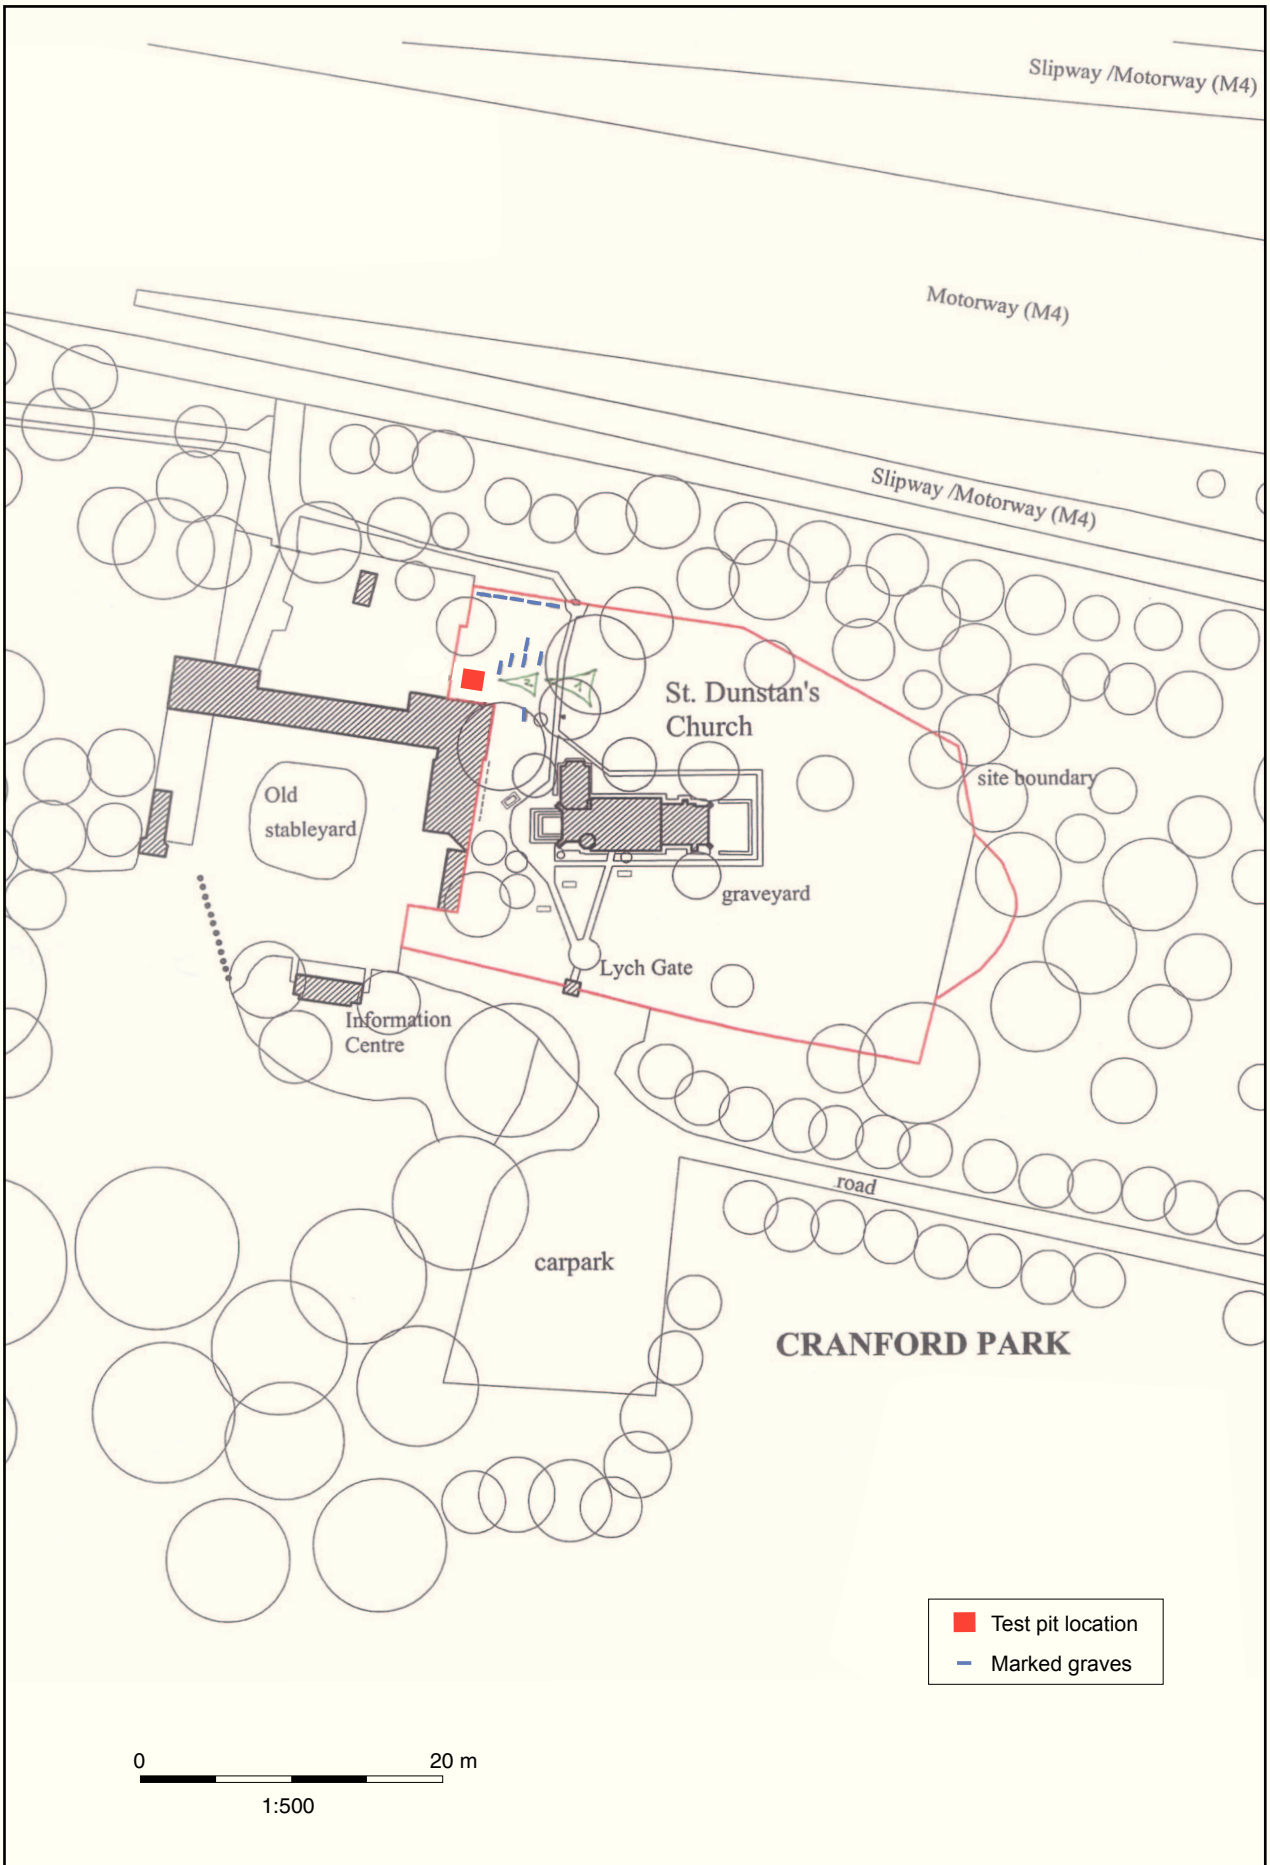 Slipway /Motorway (M4)
Motorway (M4)
Slipway /Motorway (M4)
St. Dunstan's
Church
site boundary
Old
stableyard
graveyard
Lych Gate
Information
Centre
road
carpark
CRANFORD PARK
Test pit location
Marked graves
0 20 m
1:500